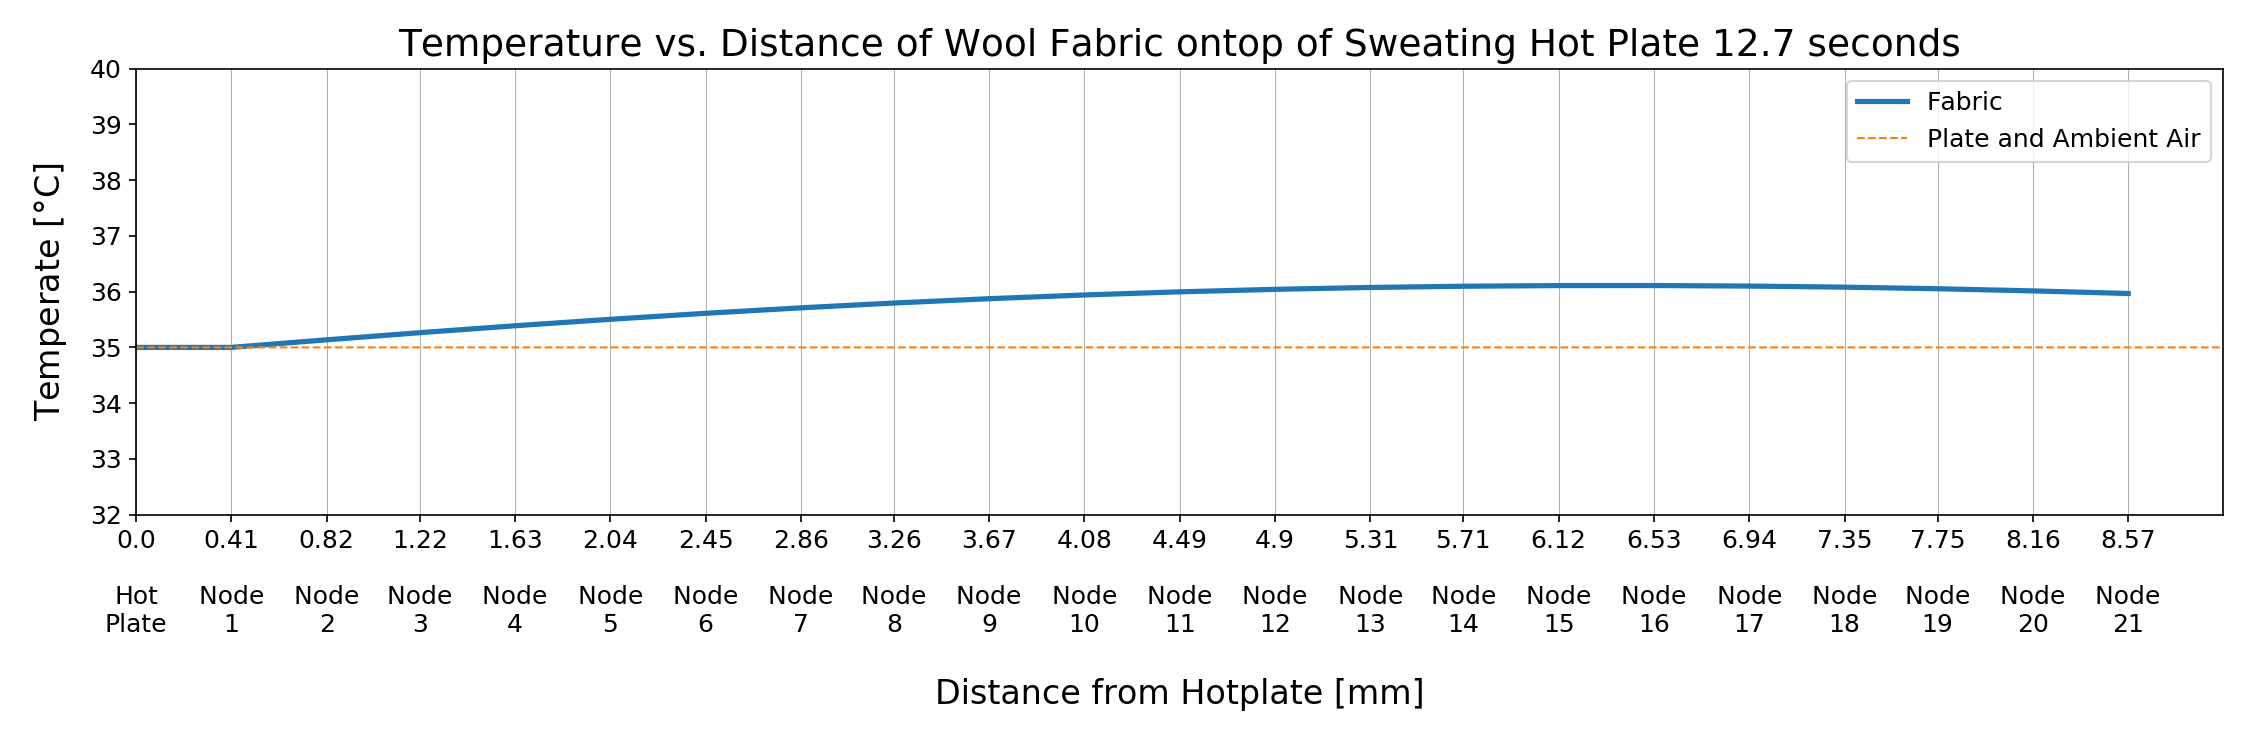 Temperature vs. Distance of Wool Fabric ontop of Sweating Hot Plate 12.7 seconds
Fabric
Plate and Ambient Air
Temperate [°C]
40
39
38
37
36
35
34
33
32
0.0 0.41 0.82 1.22 1.63 2.04 2.45 2.86 3.26 3.67 4.08 4.49 4.9 5.31 5.71 6.12 6.53 6.94 7.35 7.75 8.16 8.57
Hot Node Node Node Node Node Node Node Node Node Node Node Node Node Node Node Node Node Node Node Node Node
Plate 1 2 3 4 5 6 7 8 9 10 11 12 13 14 15 16 17 18 19 20 21
Distance from Hotplate [mm]